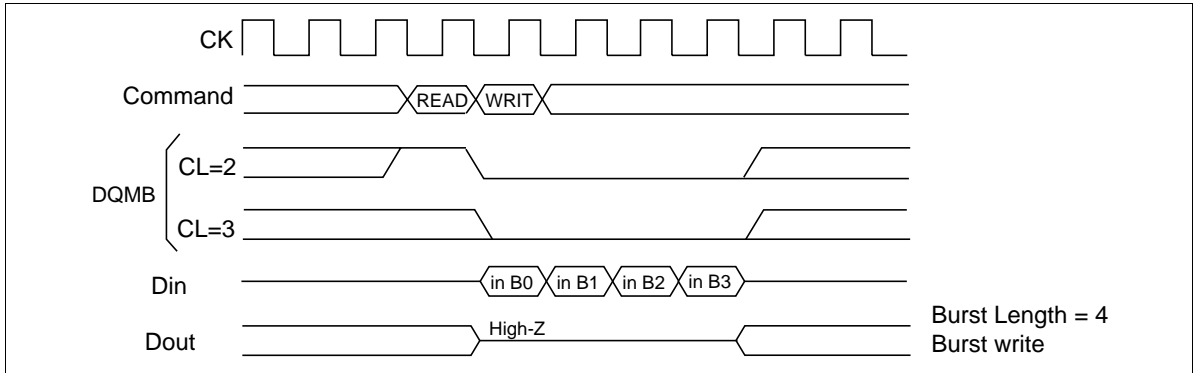 CK
Command
READ WRIT
DQMB
CL=2
CL=3
Din
in B0 in B1 in B2 in B3
Dout
High-Z
Burst Length = 4
Burst write